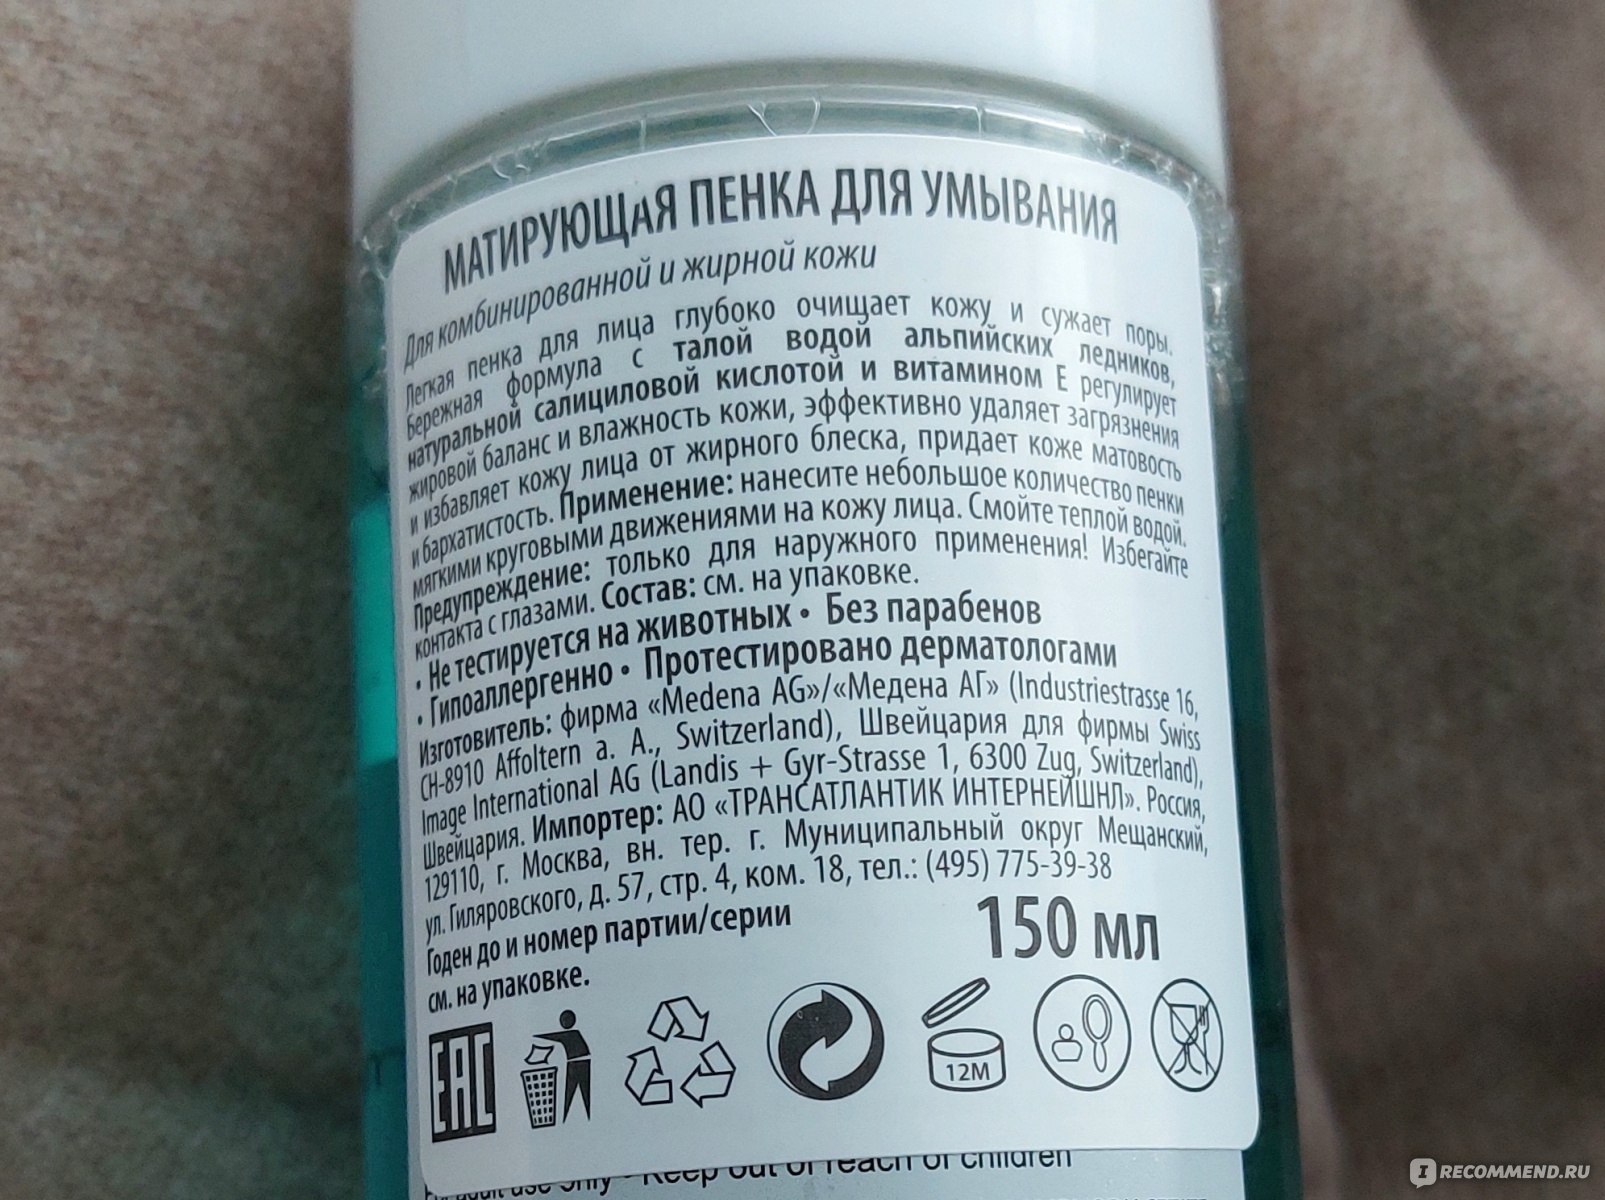 МАТИРУЮЩАЯ ПЕНКА ДЛЯ УМЫВАНИЯ
Для комбинированной и жирной кожи
Легкая пенка для лица глубоко очищает кожу и сужает поры.
Бережная формула с талой водой альпийских ледников,
натуральной салициловой кислотой и витамином Е регулирует
жировой баланс и влажность кожи, эффективно удаляет загрязнения
и избавляет кожу лица от жирного блеска, придает коже матовость
и бархатистость. Применение: нанесите небольшое количество пенки
мягкими круговыми движениями на кожу лица. Смойте теплой водой.
Предупреждение: только для наружного применения! Избегайте
контакта с глазами. Состав: см. на упаковке.
• Не тестируется на животных • Без парабенов
• Гипоаллергенно • Протестировано дерматологами
Изготовитель: фирма «Medena AG»/«Медена АГ» (Industriestrasse 16,
CH-8910 Affoltern a. A., Switzerland), Швейцария для фирмы Swiss
Image International AG (Landis + Gyr-Strasse 1, 6300 Zug, Switzerland),
Швейцария. Импортер: АО «ТРАНСАТЛАНТИК ИНТЕРНЕЙШНЛ». Россия,
129110, г. Москва, вн. тер. г. Муниципальный округ Мещанский,
ул. Гиляровского, д. 57, стр. 4, ком. 18, тел.: (495) 775-39-38
Годен до и номер партии/серии
см. на упаковке.
150 мл
EAC
12M
For adult use only • Keep out of reach of children
IRECOMMEND.RU